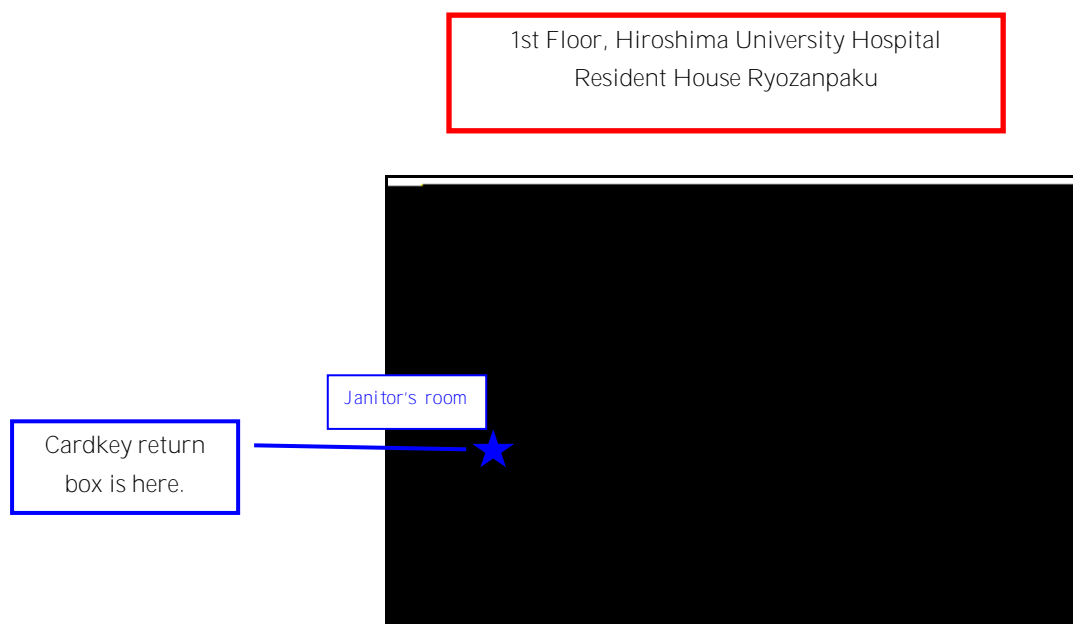 1st Floor, Hiroshima University Hospital
Resident House Ryozanpaku
Janitor's room
Cardkey return
box is here.